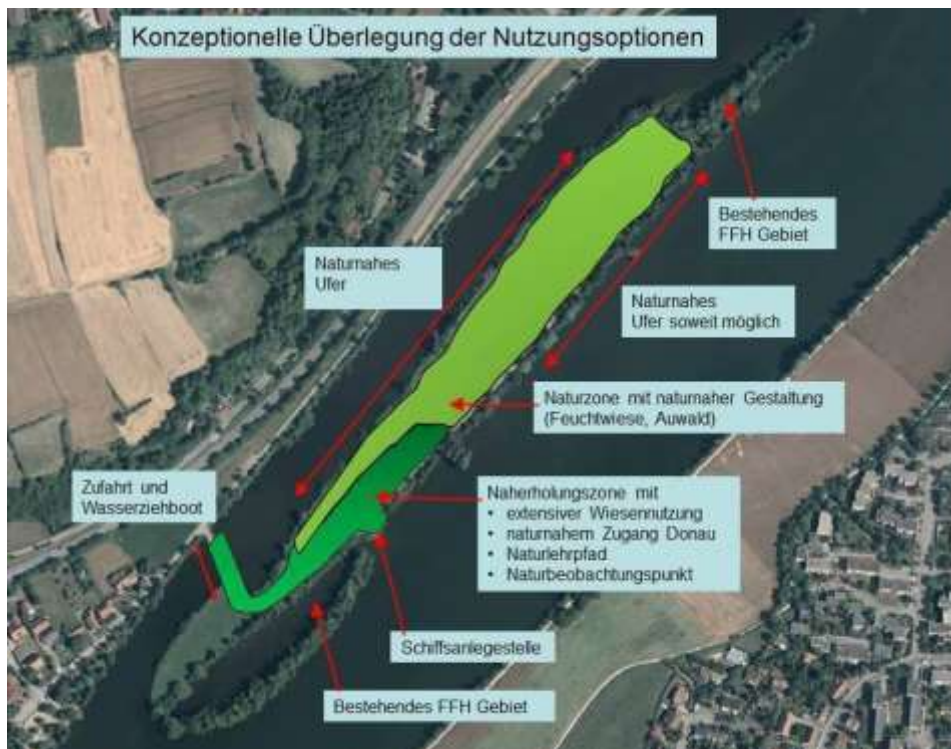 Konzeptionelle Überlegung der Nutzungsoptionen
Bestehendes
FFH Gebiet
Naturnahes
Ufer
Naturnahes
Ufer soweit möglich
Naturzone mit naturnaher Gestaltung
(Feuchtwiese, Auwald)
Zufahrt und
Wasserziehboot
Naherholungszone mit
• extensiver Wiesennutzung
• naturnahem Zugang Donau
• Naturlehrpfad
• Naturbeobachtungspunkt
Schiffsanlegestelle
Bestehendes FFH Gebiet